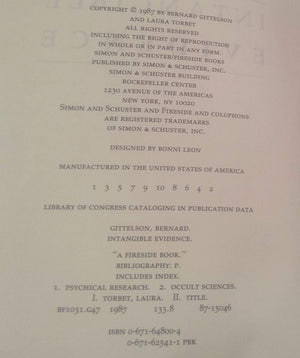 COPYRIGHT © 1987 BY BERNARD GITTELSON
AND LAURA TORBET
ALL RIGHTS RESERVED
INCLUDING THE RIGHT OF REPRODUCTION
IN WHOLE OR IN PART IN ANY FORM.
SIMON AND SCHUSTER/FIRESIDE BOOKS
PUBLISHED BY SIMON & SCHUSTER, INC.
SIMON & SCHUSTER BUILDING
ROCKEFELLER CENTER
1230 AVENUE OF THE AMERICAS
NEW YORK, NY 10020
SIMON AND SCHUSTER AND FIRESIDE AND COLOPHONS
ARE REGISTERED TRADEMARKS
OF SIMON & SCHUSTER, INC.
DESIGNED BY BONNI LEON
MANUFACTURED IN THE UNITED STATES OF AMERICA
1 3 5 7 9 10 8 6 4 2
LIBRARY OF CONGRESS CATALOGING IN PUBLICATION DATA
GITTELSON, BERNARD.
INTANGIBLE EVIDENCE.
"A FIRESIDE BOOK."
BIBLIOGRAPHY: P.
INCLUDES INDEX.
1. PSYCHICAL RESEARCH. 2. OCCULT SCIENCES.
I. TORBET, LAURA. II. TITLE.
BF1031.G47 1987 133.8 87-15046
ISBN 0-671-64800-4
0-671-62541-1 PBK